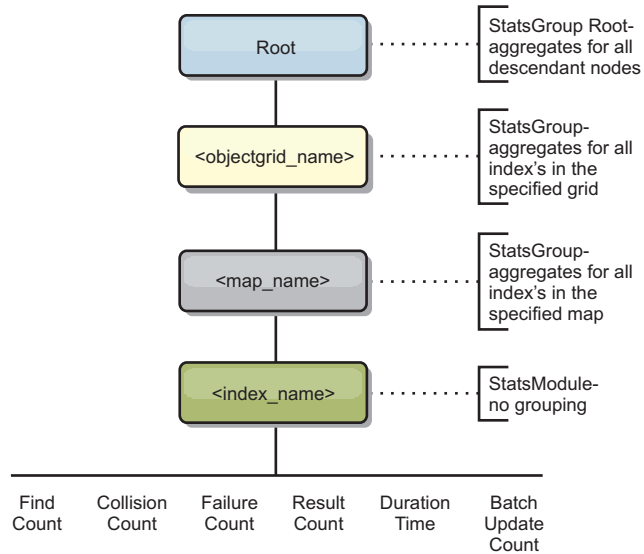 Root
StatsGroup Root-
aggregates for all
descendant nodes
<objectgrid_name>
StatsGroup-
aggregates for all
index's in the
specified grid
<map_name>
StatsGroup-
aggregates for all
index's in the
specified map
<index_name>
StatsModule-
no grouping
Find
Count
Collision
Count
Failure
Count
Result
Count
Duration
Time
Batch
Update
Count